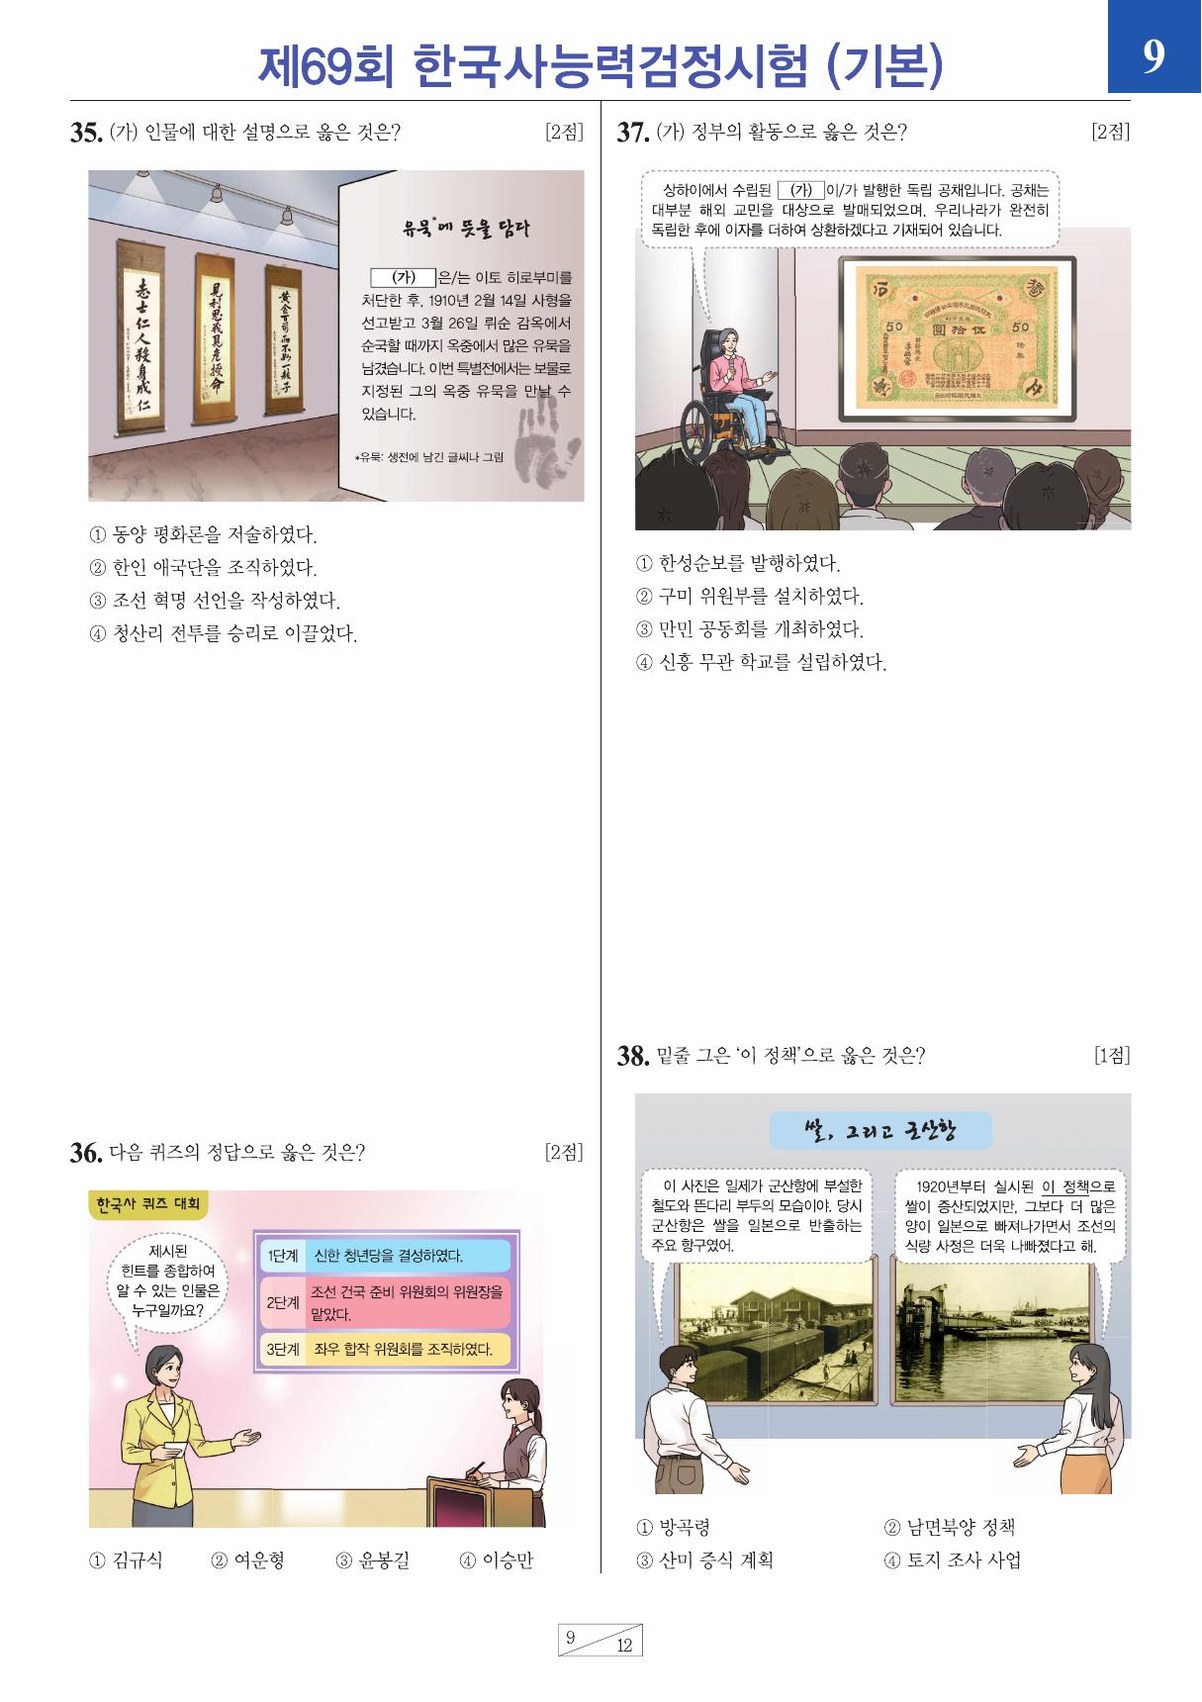 제69회 한국사능력검정시험 (기본)
9
35. (가) 인물에 대한 설명으로 옳은 것은? [2점]
志士仁人殺身成仁
見利思義見危授命
黃金百萬而不如一敎子
유묵*에 뜻을 담다
(가) 은/는 이토 히로부미를
처단한 후, 1910년 2월 14일 사형을
선고받고 3월 26일 뤼순 감옥에서
순국할 때까지 옥중에서 많은 유묵을
남겼습니다. 이번 특별전에서는 보물로
지정된 그의 옥중 유묵을 만날 수
있습니다.
*유묵: 생전에 남긴 글씨나 그림
① 동양 평화론을 저술하였다.
② 한인 애국단을 조직하였다.
③ 조선 혁명 선언을 작성하였다.
④ 청산리 전투를 승리로 이끌었다.
36. 다음 퀴즈의 정답으로 옳은 것은? [2점]
한국사 퀴즈 대회
제시된
힌트를 종합하여
알 수 있는 인물은
누구일까요?
1단계 신한 청년당을 결성하였다.
2단계 조선 건국 준비 위원회의 위원장을
맡았다.
3단계 좌우 합작 위원회를 조직하였다.
① 김규식 ② 여운형 ③ 윤봉길 ④ 이승만
37. (가) 정부의 활동으로 옳은 것은? [2점]
상하이에서 수립된 (가) 이/가 발행한 독립 공채입니다. 공채는
대부분 해외 교민을 대상으로 발매되었으며, 우리나라가 완전히
독립한 후에 이자를 더하여 상환하겠다고 기재되어 있습니다.
50 圓拾伍 50
① 한성순보를 발행하였다.
② 구미 위원부를 설치하였다.
③ 만민 공동회를 개최하였다.
④ 신흥 무관 학교를 설립하였다.
38. 밑줄 그은 ‘이 정책’으로 옳은 것은? [1점]
쌀, 그리고 군산항
이 사진은 일제가 군산항에 부설한
철도와 뜬다리 부두의 모습이야. 당시
군산항은 쌀을 일본으로 반출하는
주요 항구였어.
1920년부터 실시된 이 정책으로
쌀이 증산되었지만, 그보다 더 많은
양이 일본으로 빠져나가면서 조선의
식량 사정은 더욱 나빠졌다고 해.
① 방곡령 ② 남면북양 정책
③ 산미 증식 계획 ④ 토지 조사 사업
9
12